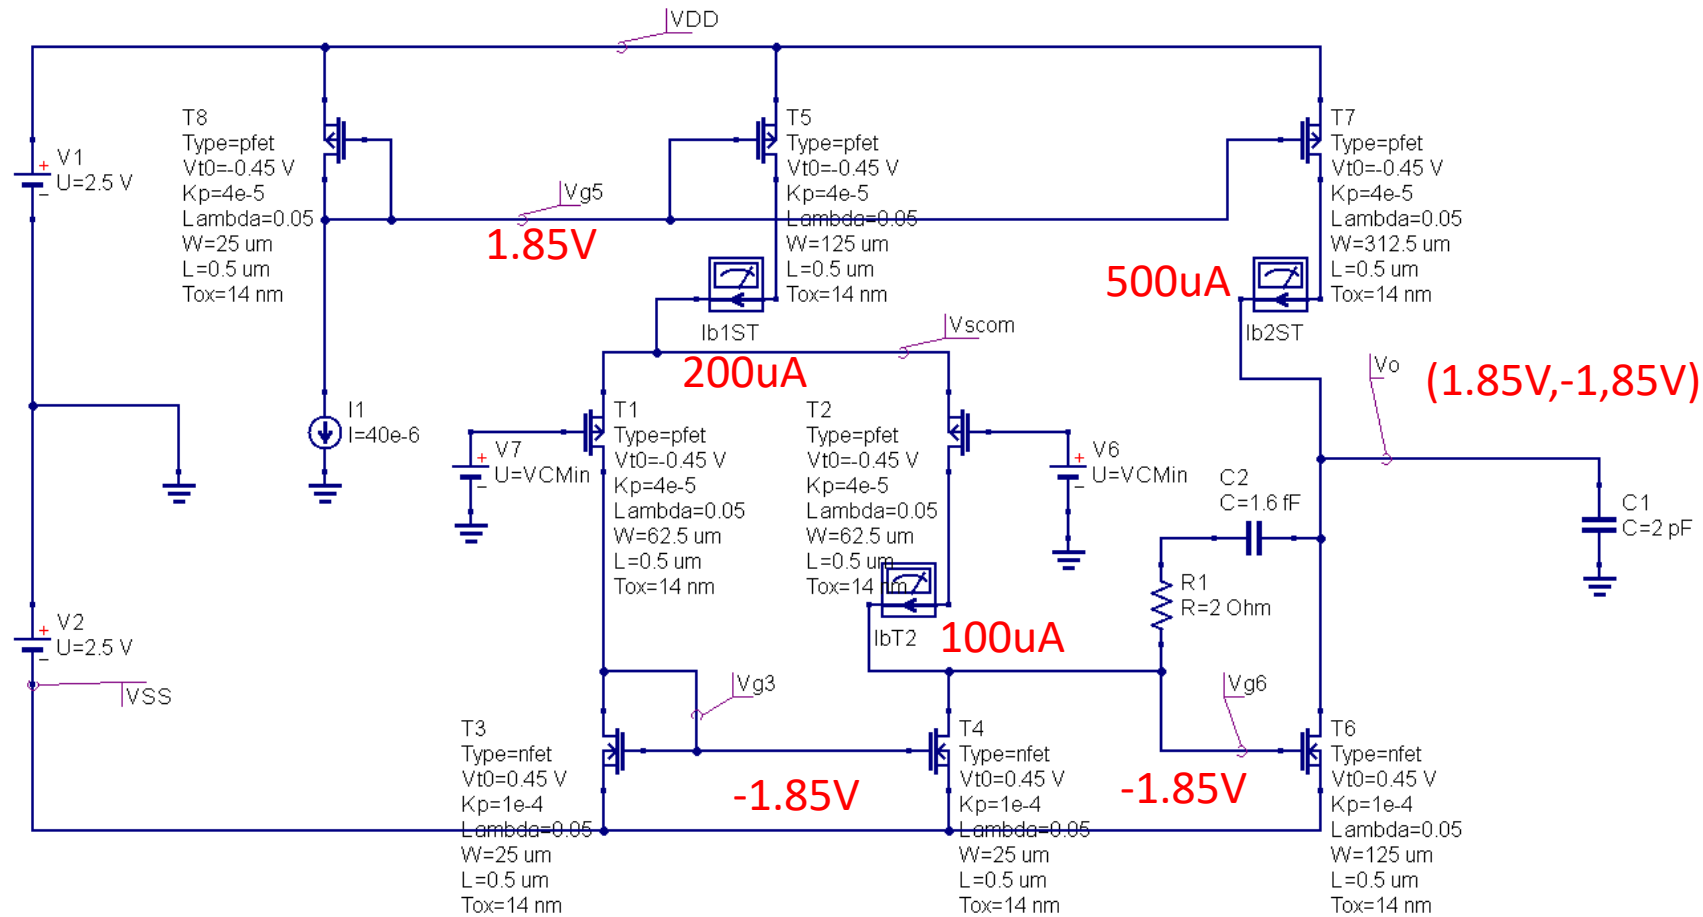 VDD
T8
Type=pfet
Vt0=-0.45 V
Kp=4e-5
Lambda=0.05
W=25 um
L=0.5 um
Tox=14 nm
T5
Type=pfet
Vt0=-0.45 V
Kp=4e-5
Lambda=0.05
W=125 um
L=0.5 um
Tox=14 nm
T7
Type=pfet
Vt0=-0.45 V
Kp=4e-5
Lambda=0.05
W=312.5 um
L=0.5 um
Tox=14 nm
+
V1
U=2.5 V
−
Vg5
1.85V
500uA
Ib1ST
Vscom
Ib2ST
200uA
Vo
(1.85V,-1,85V)
I1
I=40e-6
+
V7
U=VCMin
−
T1
Type=pfet
Vt0=-0.45 V
Kp=4e-5
Lambda=0.05
W=62.5 um
L=0.5 um
Tox=14 nm
T2
Type=pfet
Vt0=-0.45 V
Kp=4e-5
Lambda=0.05
W=62.5 um
L=0.5 um
Tox=14 nm
+
V6
U=VCMin
−
C2
C=1.6 fF
C1
C=2 pF
R1
R=2 Ohm
+
V2
U=2.5 V
−
VSS
IbT2
100uA
Vg3
Vg6
T3
Type=nfet
Vt0=0.45 V
Kp=1e-4
Lambda=0.05
W=25 um
L=0.5 um
Tox=14 nm
-1.85V
T4
Type=nfet
Vt0=0.45 V
Kp=1e-4
Lambda=0.05
W=25 um
L=0.5 um
Tox=14 nm
-1.85V
T6
Type=nfet
Vt0=0.45 V
Kp=1e-4
Lambda=0.05
W=125 um
L=0.5 um
Tox=14 nm